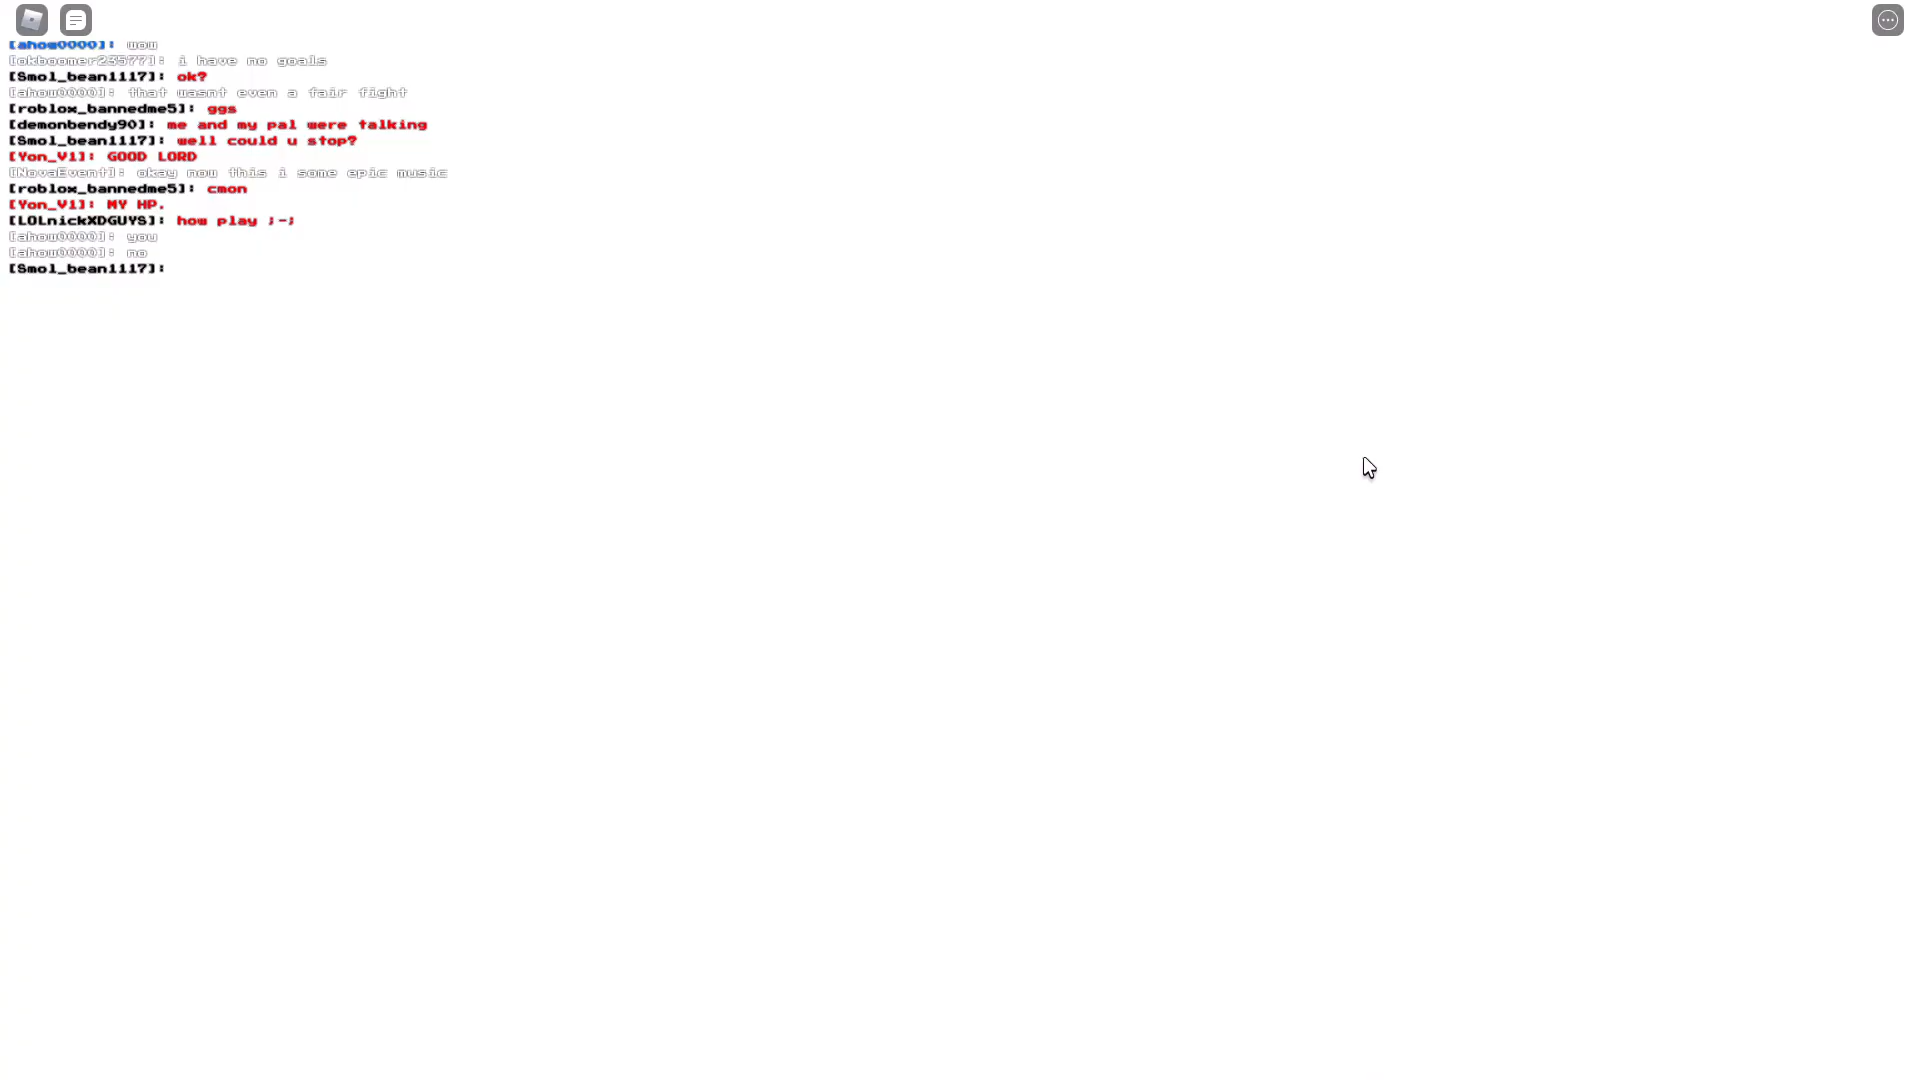 [ahow0000]: wow
[okboomer23577]: i have no goals
[Smol_bean1117]: ok?
[ahow0000]: that wasnt even a fair fight
[roblox_bannedme5]: ggs
[demonbendy90]: me and my pal were talking
[Smol_bean1117]: well could u stop?
[Yon_V1]: GOOD LORD
[NovaEvent]: okay now this i some epic music
[roblox_bannedme5]: cmon
[Yon_V1]: MY HP.
[LOLnickXDGUYS]: how play ;-;
[ahow0000]: you
[ahow0000]: no
[Smol_bean1117]: